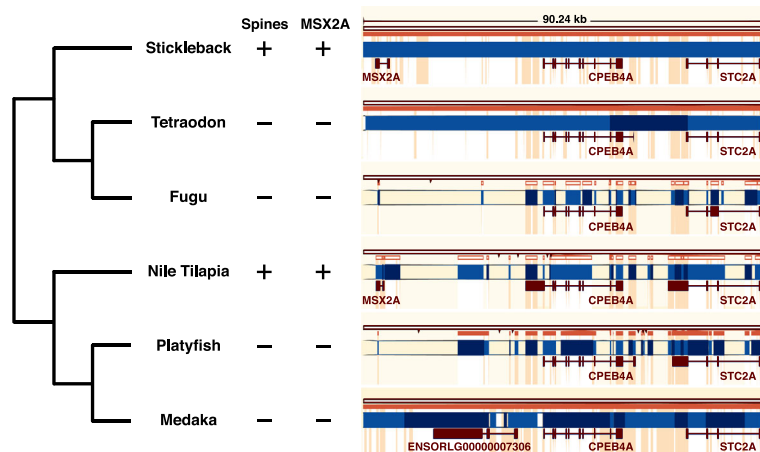 Spines MSX2A
90.24 kb
Stickleback + +
MSX2A CPEB4A STC2A
Tetraodon − −
CPEB4A STC2A
Fugu − −
CPEB4A STC2A
Nile Tilapia + +
MSX2A CPEB4A STC2A
Platyfish − −
CPEB4A STC2A
Medaka − −
ENSORLG00000007306 CPEB4A STC2A